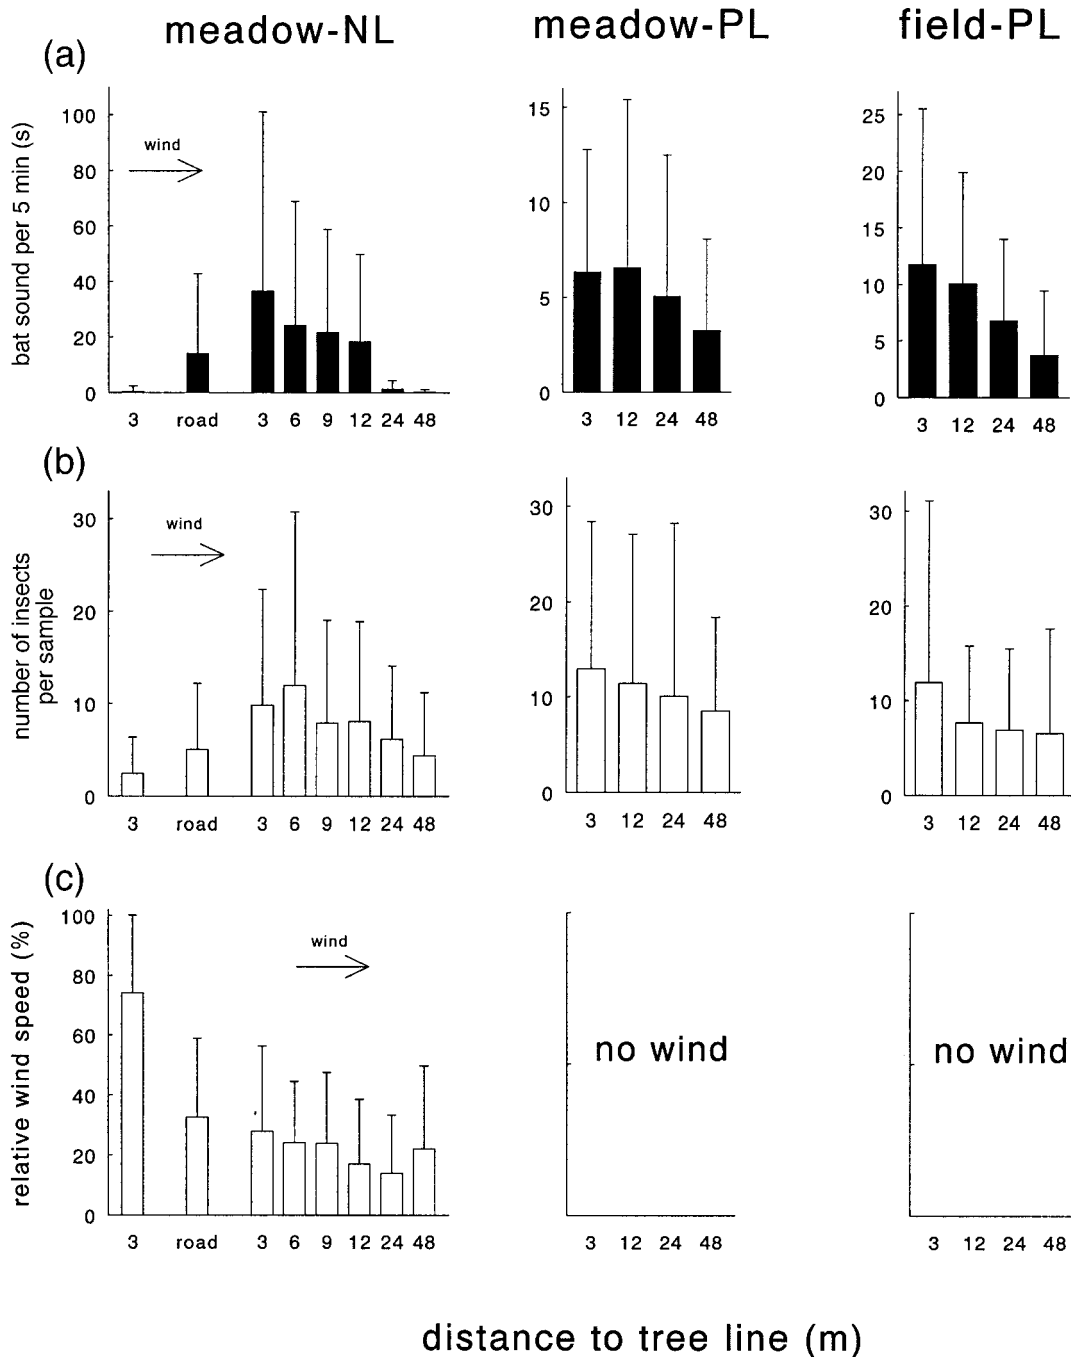 meadow-NL meadow-PL field-PL
(a)
bat sound per 5 min (s)
100
80
60
40
20
0
wind
3 road 3 6 9 12 24 48
15
10
5
0
3 12 24 48
25
20
15
10
5
0
3 12 24 48
(b)
number of insects
per sample
30
20
10
0
wind
3 road 3 6 9 12 24 48
30
20
10
0
3 12 24 48
30
20
10
0
3 12 24 48
(c)
relative wind speed (%)
100
80
60
40
20
0
wind
3 road 3 6 9 12 24 48
no wind
3 12 24 48
no wind
3 12 24 48
distance to tree line (m)